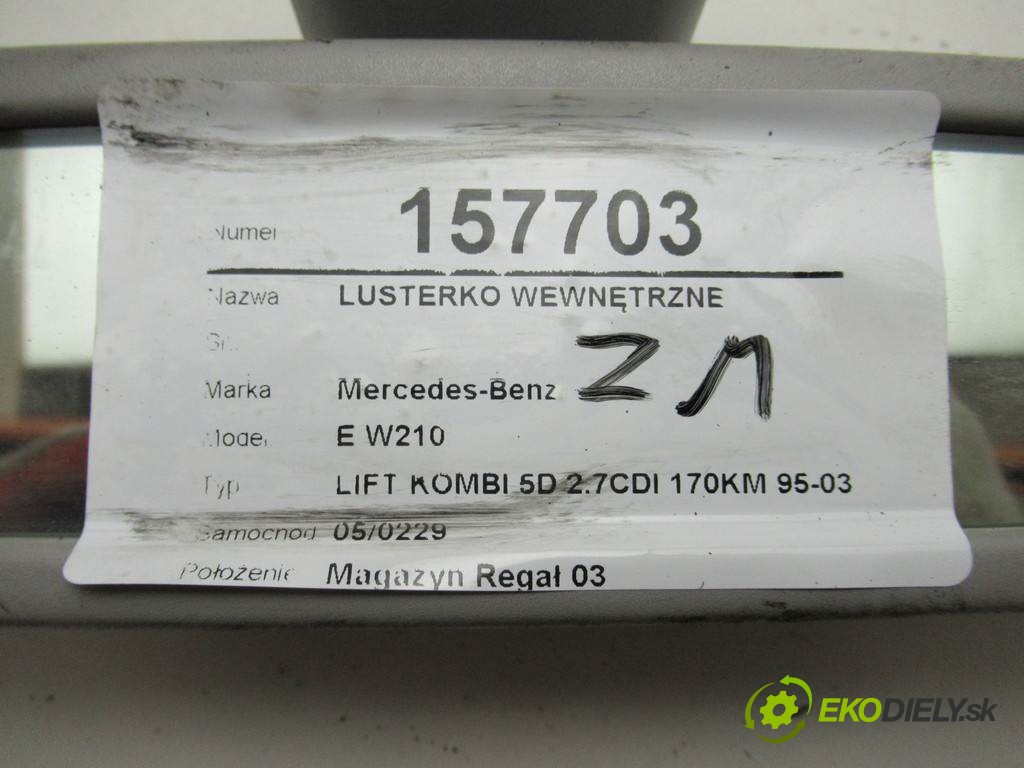 Numer 157703
Nazwa LUSTERKO WEWNĘTRZNE
Marka Mercedes-Benz Z M
Model E W210
Typ LIFT KOMBI 5D 2.7CDI 170KM 95-03
Samochód 05/0229
Położenie Magazyn Regał 03
EKODIELY.sk